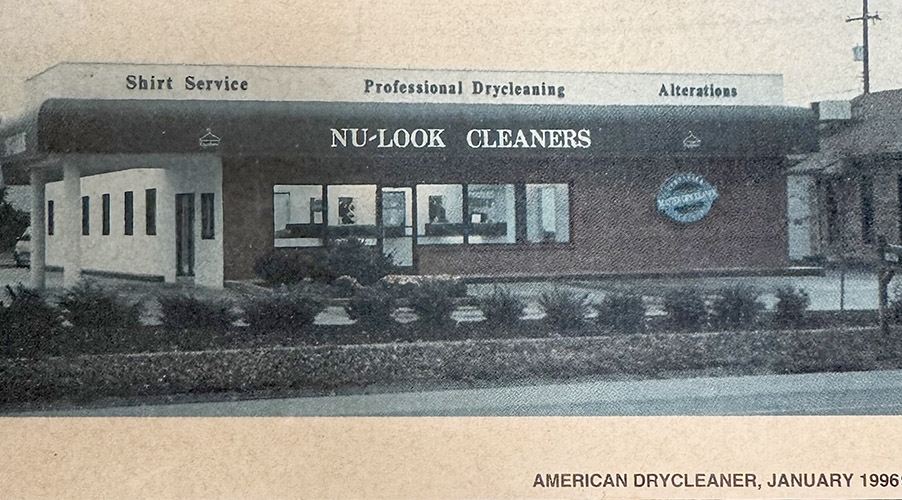 Shirt Service Professional Drycleaning Alterations
NU-LOOK CLEANERS
AMERICAN DRYCLEANER, JANUARY 1996